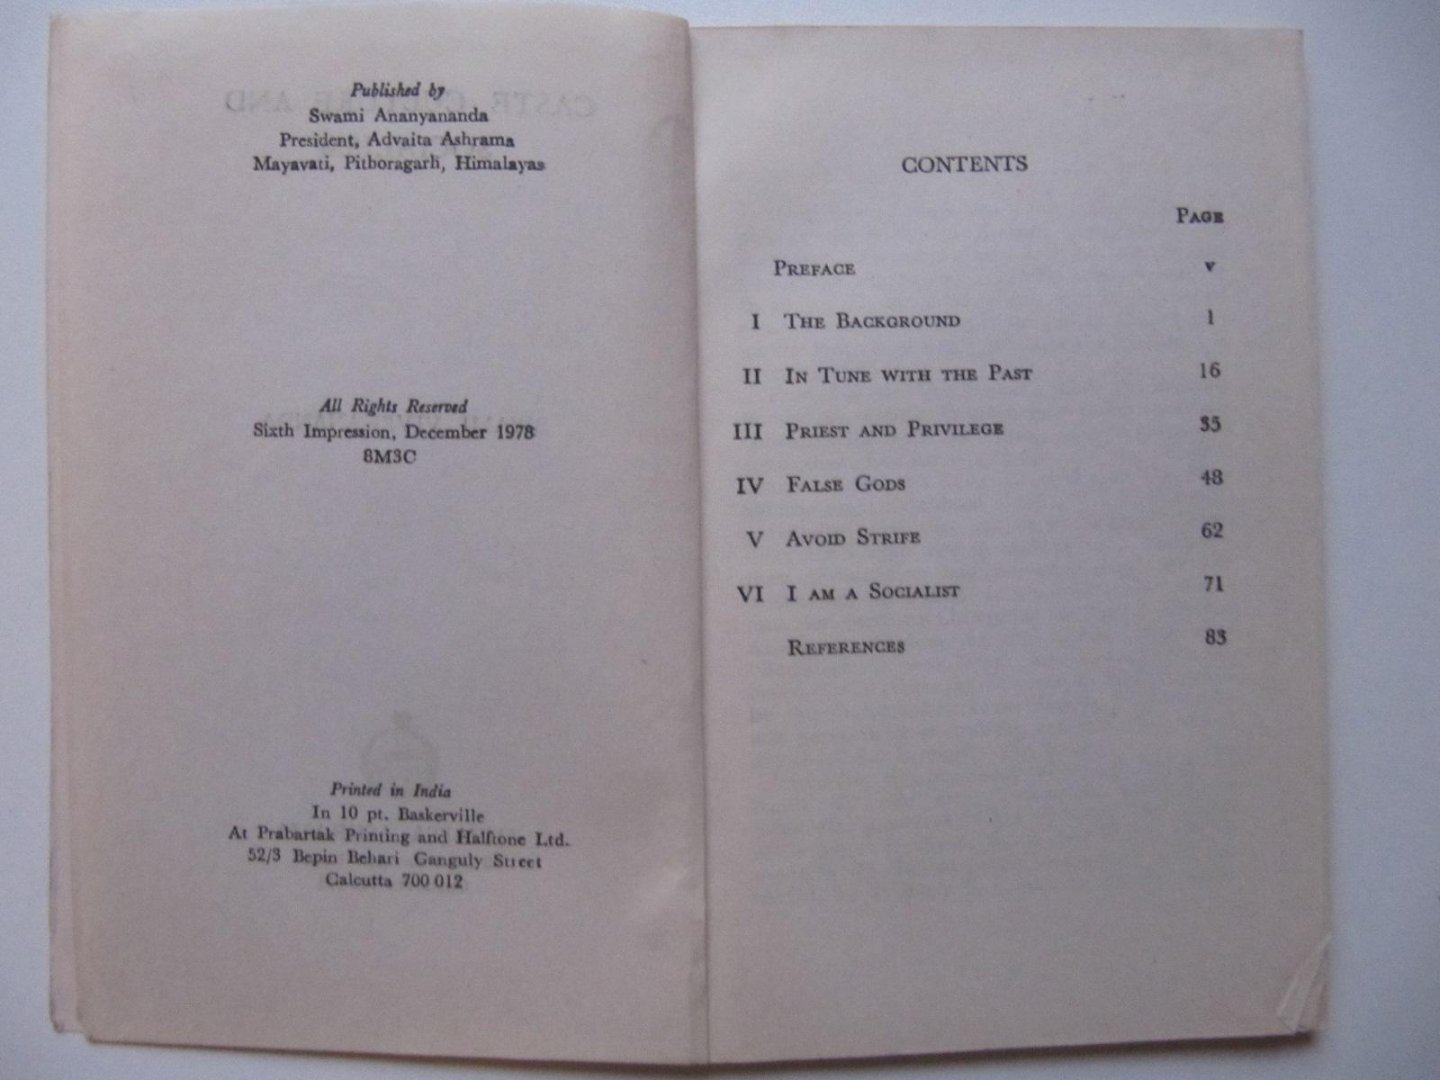 Published by
Swami Ananyananda
President, Advaita Ashrama
Mayavati, Pithoragarh, Himalayas
All Rights Reserved
Sixth Impression, December 1978
8M3C
Printed in India
In 10 pt. Baskerville
At Prabartak Printing and Halftone Ltd.
52/3 Bepin Behari Ganguly Street
Calcutta 700 012
CONTENTS
PAGE
PREFACE v
I THE BACKGROUND 1
II IN TUNE WITH THE PAST 16
III PRIEST AND PRIVILEGE 35
IV FALSE GODS 48
V AVOID STRIFE 62
VI I AM A SOCIALIST 71
REFERENCES 83